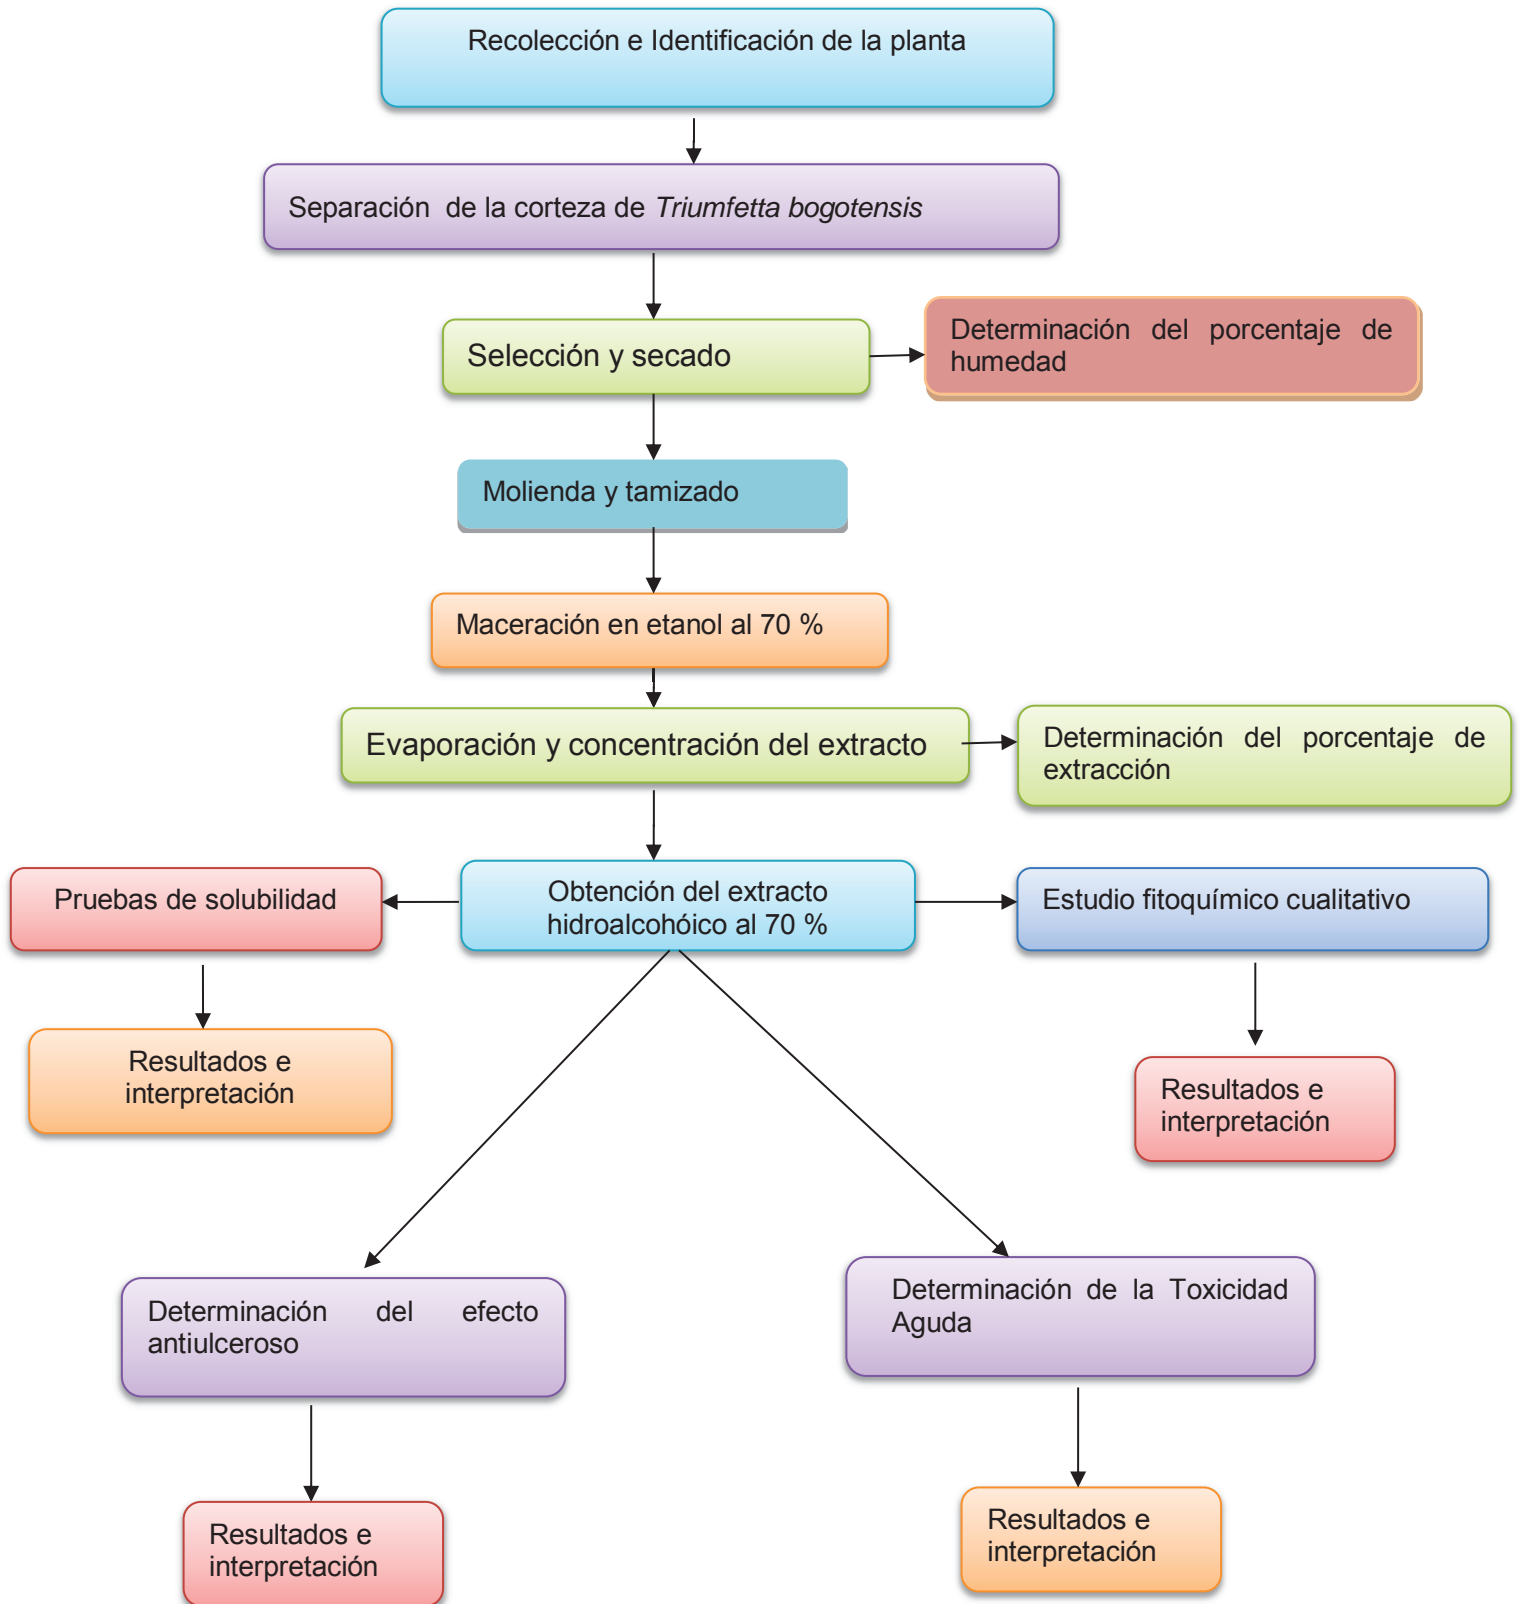 Recolección e Identificación de la planta
Separación de la corteza de Triumfetta bogotensis
Selección y secado
Determinación del porcentaje de
humedad
Molienda y tamizado
Maceración en etanol al 70 %
Evaporación y concentración del extracto
Determinación del porcentaje de
extracción
Pruebas de solubilidad
Obtención del extracto
hidroalcohóico al 70 %
Estudio fitoquímico cualitativo
Resultados e
interpretación
Resultados e
interpretación
Determinación del efecto
antiulceroso
Determinación de la Toxicidad
Aguda
Resultados e
interpretación
Resultados e
interpretación